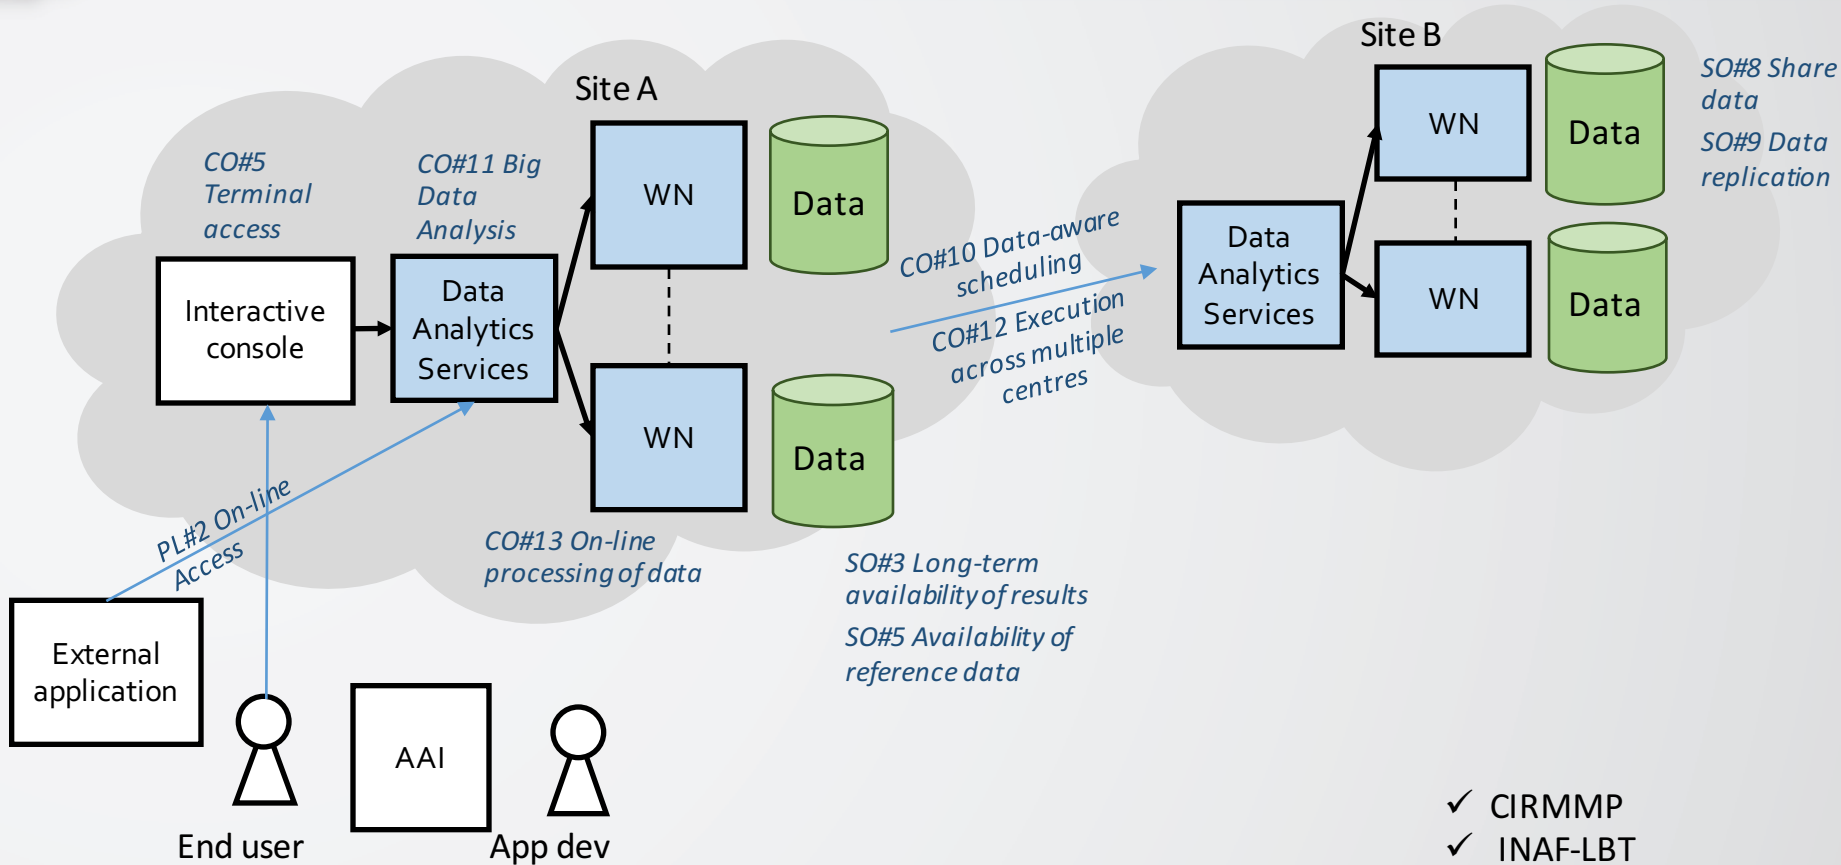 Site A
Site B
CO#5
Terminal
access
CO#11 Big
Data
Analysis
WN
Data
Interactive
console
Data
Analytics
Services
WN
Data
CO#10 Data-aware
scheduling
CO#12 Execution
across multiple
centres
Data
Analytics
Services
WN
Data
WN
Data
SO#8 Share
data
SO#9 Data
replication
PL#2 On-line
Access
CO#13 On-line
processing of data
SO#3 Long-term
availability of results
SO#5 Availability of
reference data
External
application
AAI
End user
App dev
✓ CIRMMP
✓ INAF-LBT